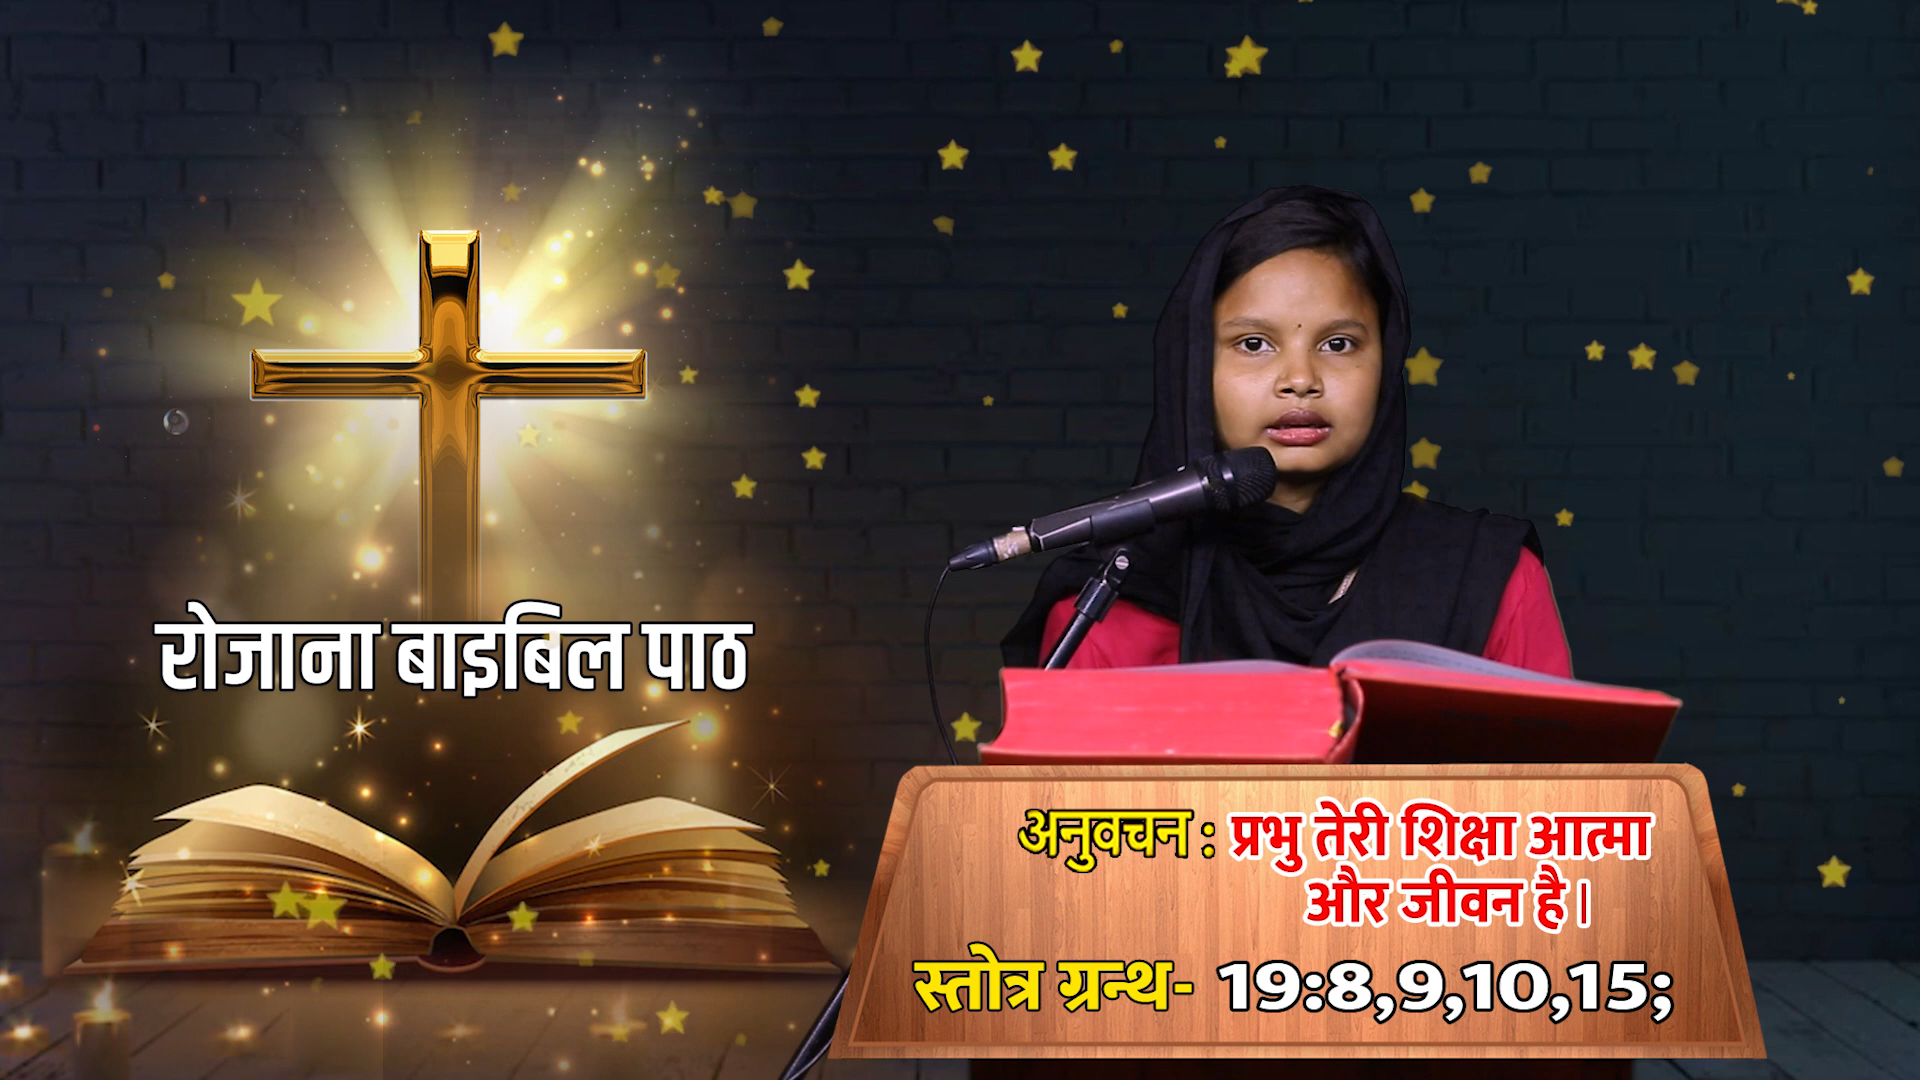 रोजाना बाइबिल पाठ
अनुवचन : प्रभु तेरी शिक्षा आत्मा
और जीवन है।
स्तोत्र ग्रन्थ- 19:8,9,10,15;